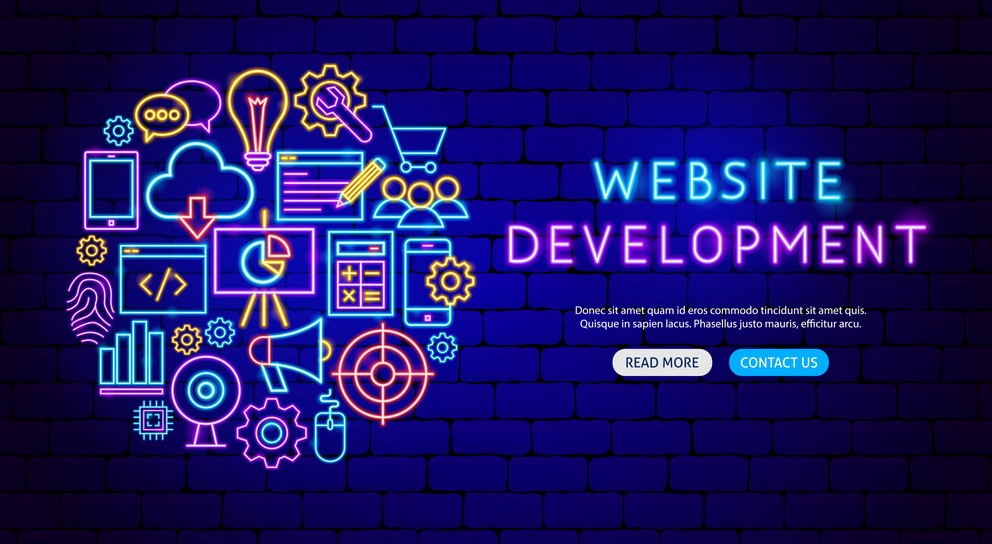 WEBSITE
DEVELOPMENT
Donec sit amet quam id eros commodo tincidunt sit amet quis.
Quisque in sapien lacus. Phasellus justo mauris, efficitur arcu.
READ MORE
CONTACT US